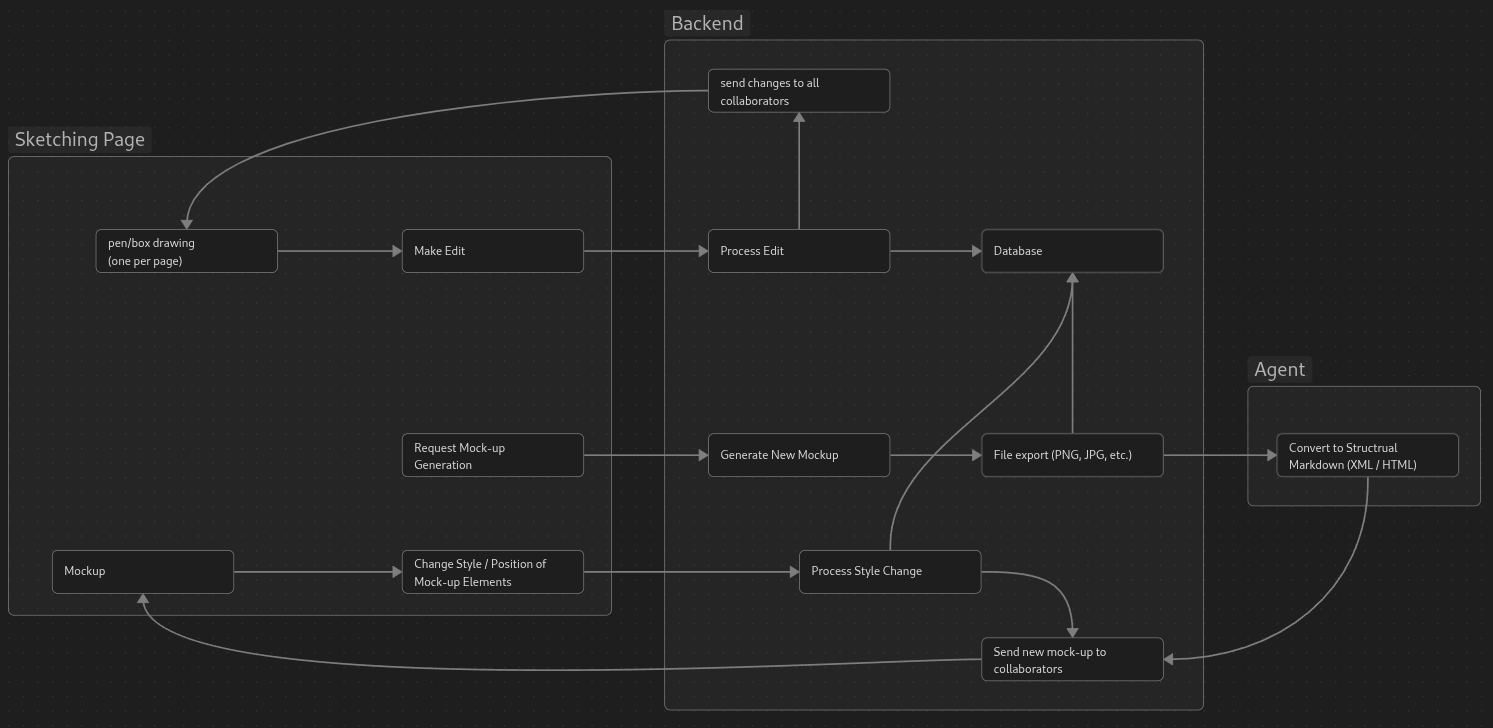 Backend
send changes to all
collaborators
Sketching Page
pen/box drawing
(one per page)
Make Edit
Process Edit
Database
Agent
Request Mock-up
Generation
Generate New Mockup
File export (PNG, JPG, etc.)
Convert to Structrual
Markdown (XML / HTML)
Mockup
Change Style / Position of
Mock-up Elements
Process Style Change
Send new mock-up to
collaborators